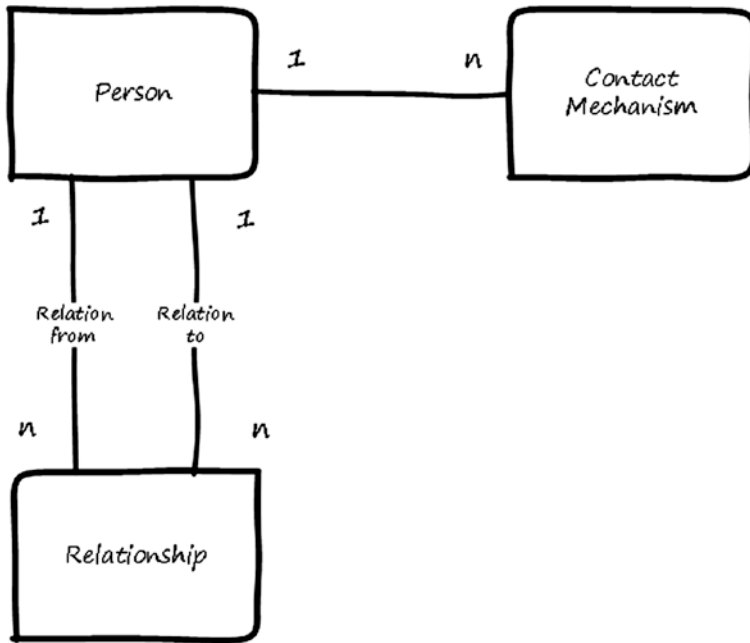 1 n
Person
Contact
Mechanism
1 1
Relation
from
Relation
to
n n
Relationship